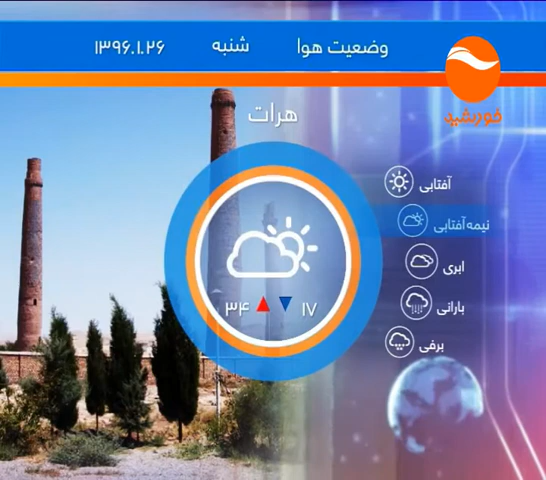 وضعیت هوا شنبه ۱۳۹۶.۱.۲۶
خورشید
هرات
۳۴ ۱۷
آفتابی
نیمه آفتابی
ابری
بارانی
برفی